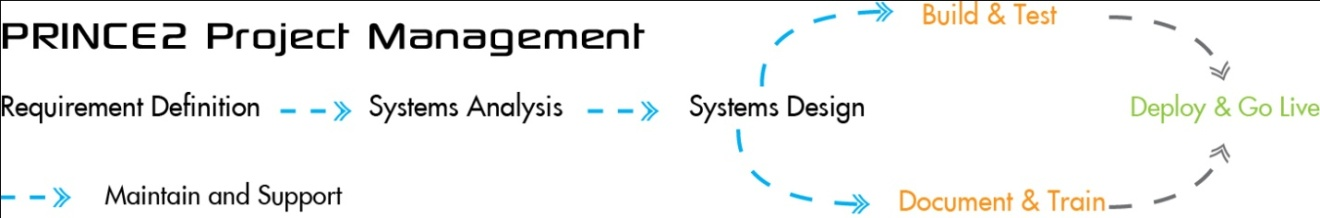 PRINCE2 Project Management
Requirement Definition
Systems Analysis
Systems Design
Build & Test
Document & Train
Deploy & Go Live
Maintain and Support